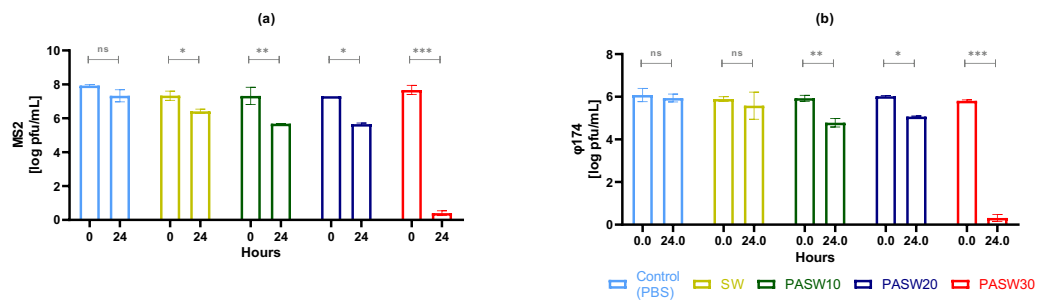 (a)
ns * ** * ***
MS2
[log pfu/mL]
10
8
6
4
2
0
0 24 0 24 0 24 0 24 0 24
Hours
(b)
ns ns ** * ***
φ174
[log pfu/mL]
8
6
4
2
0
0.0 24.0 0.0 24.0 0.0 24.0 0.0 24.0 0.0 24.0
Hours
Control
(PBS)
SW
PASW10
PASW20
PASW30